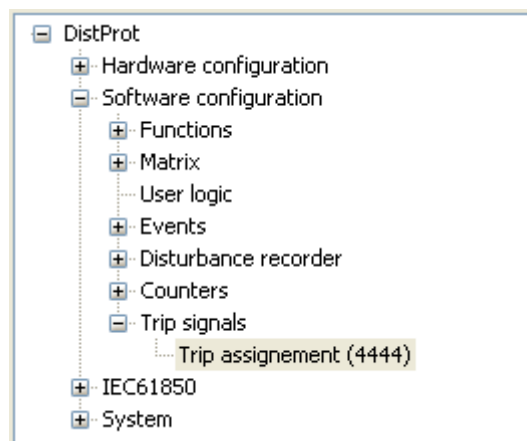 DistProt
Hardware configuration
Software configuration
Functions
Matrix
User logic
Events
Disturbance recorder
Counters
Trip signals
Trip assignement (4444)
IEC61850
System